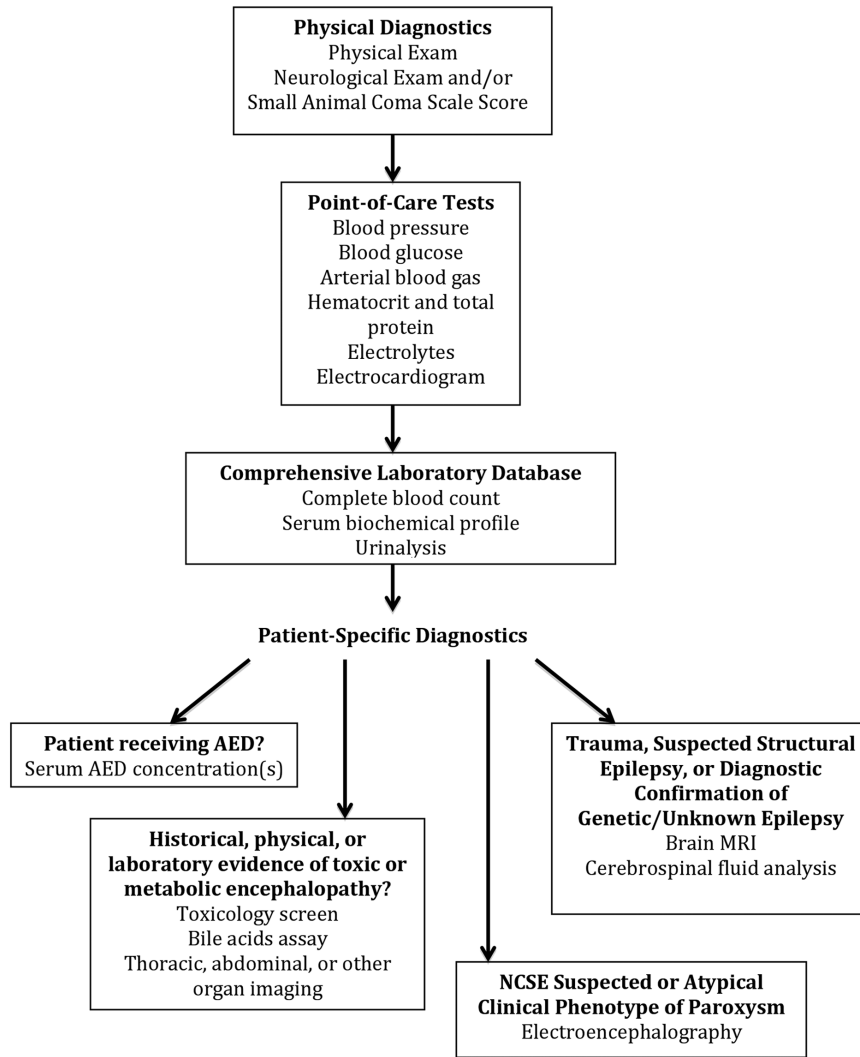 Physical Diagnostics
Physical Exam
Neurological Exam and/or
Small Animal Coma Scale Score
Point-of-Care Tests
Blood pressure
Blood glucose
Arterial blood gas
Hematocrit and total
protein
Electrolytes
Electrocardiogram
Comprehensive Laboratory Database
Complete blood count
Serum biochemical profile
Urinalysis
Patient-Specific Diagnostics
Patient receiving AED?
Serum AED concentration(s)
Historical, physical, or
laboratory evidence of toxic or
metabolic encephalopathy?
Toxicology screen
Bile acids assay
Thoracic, abdominal, or other
organ imaging
NCSE Suspected or Atypical
Clinical Phenotype of Paroxysm
Electroencephalography
Trauma, Suspected Structural
Epilepsy, or Diagnostic
Confirmation of
Genetic/Unknown Epilepsy
Brain MRI
Cerebrospinal fluid analysis